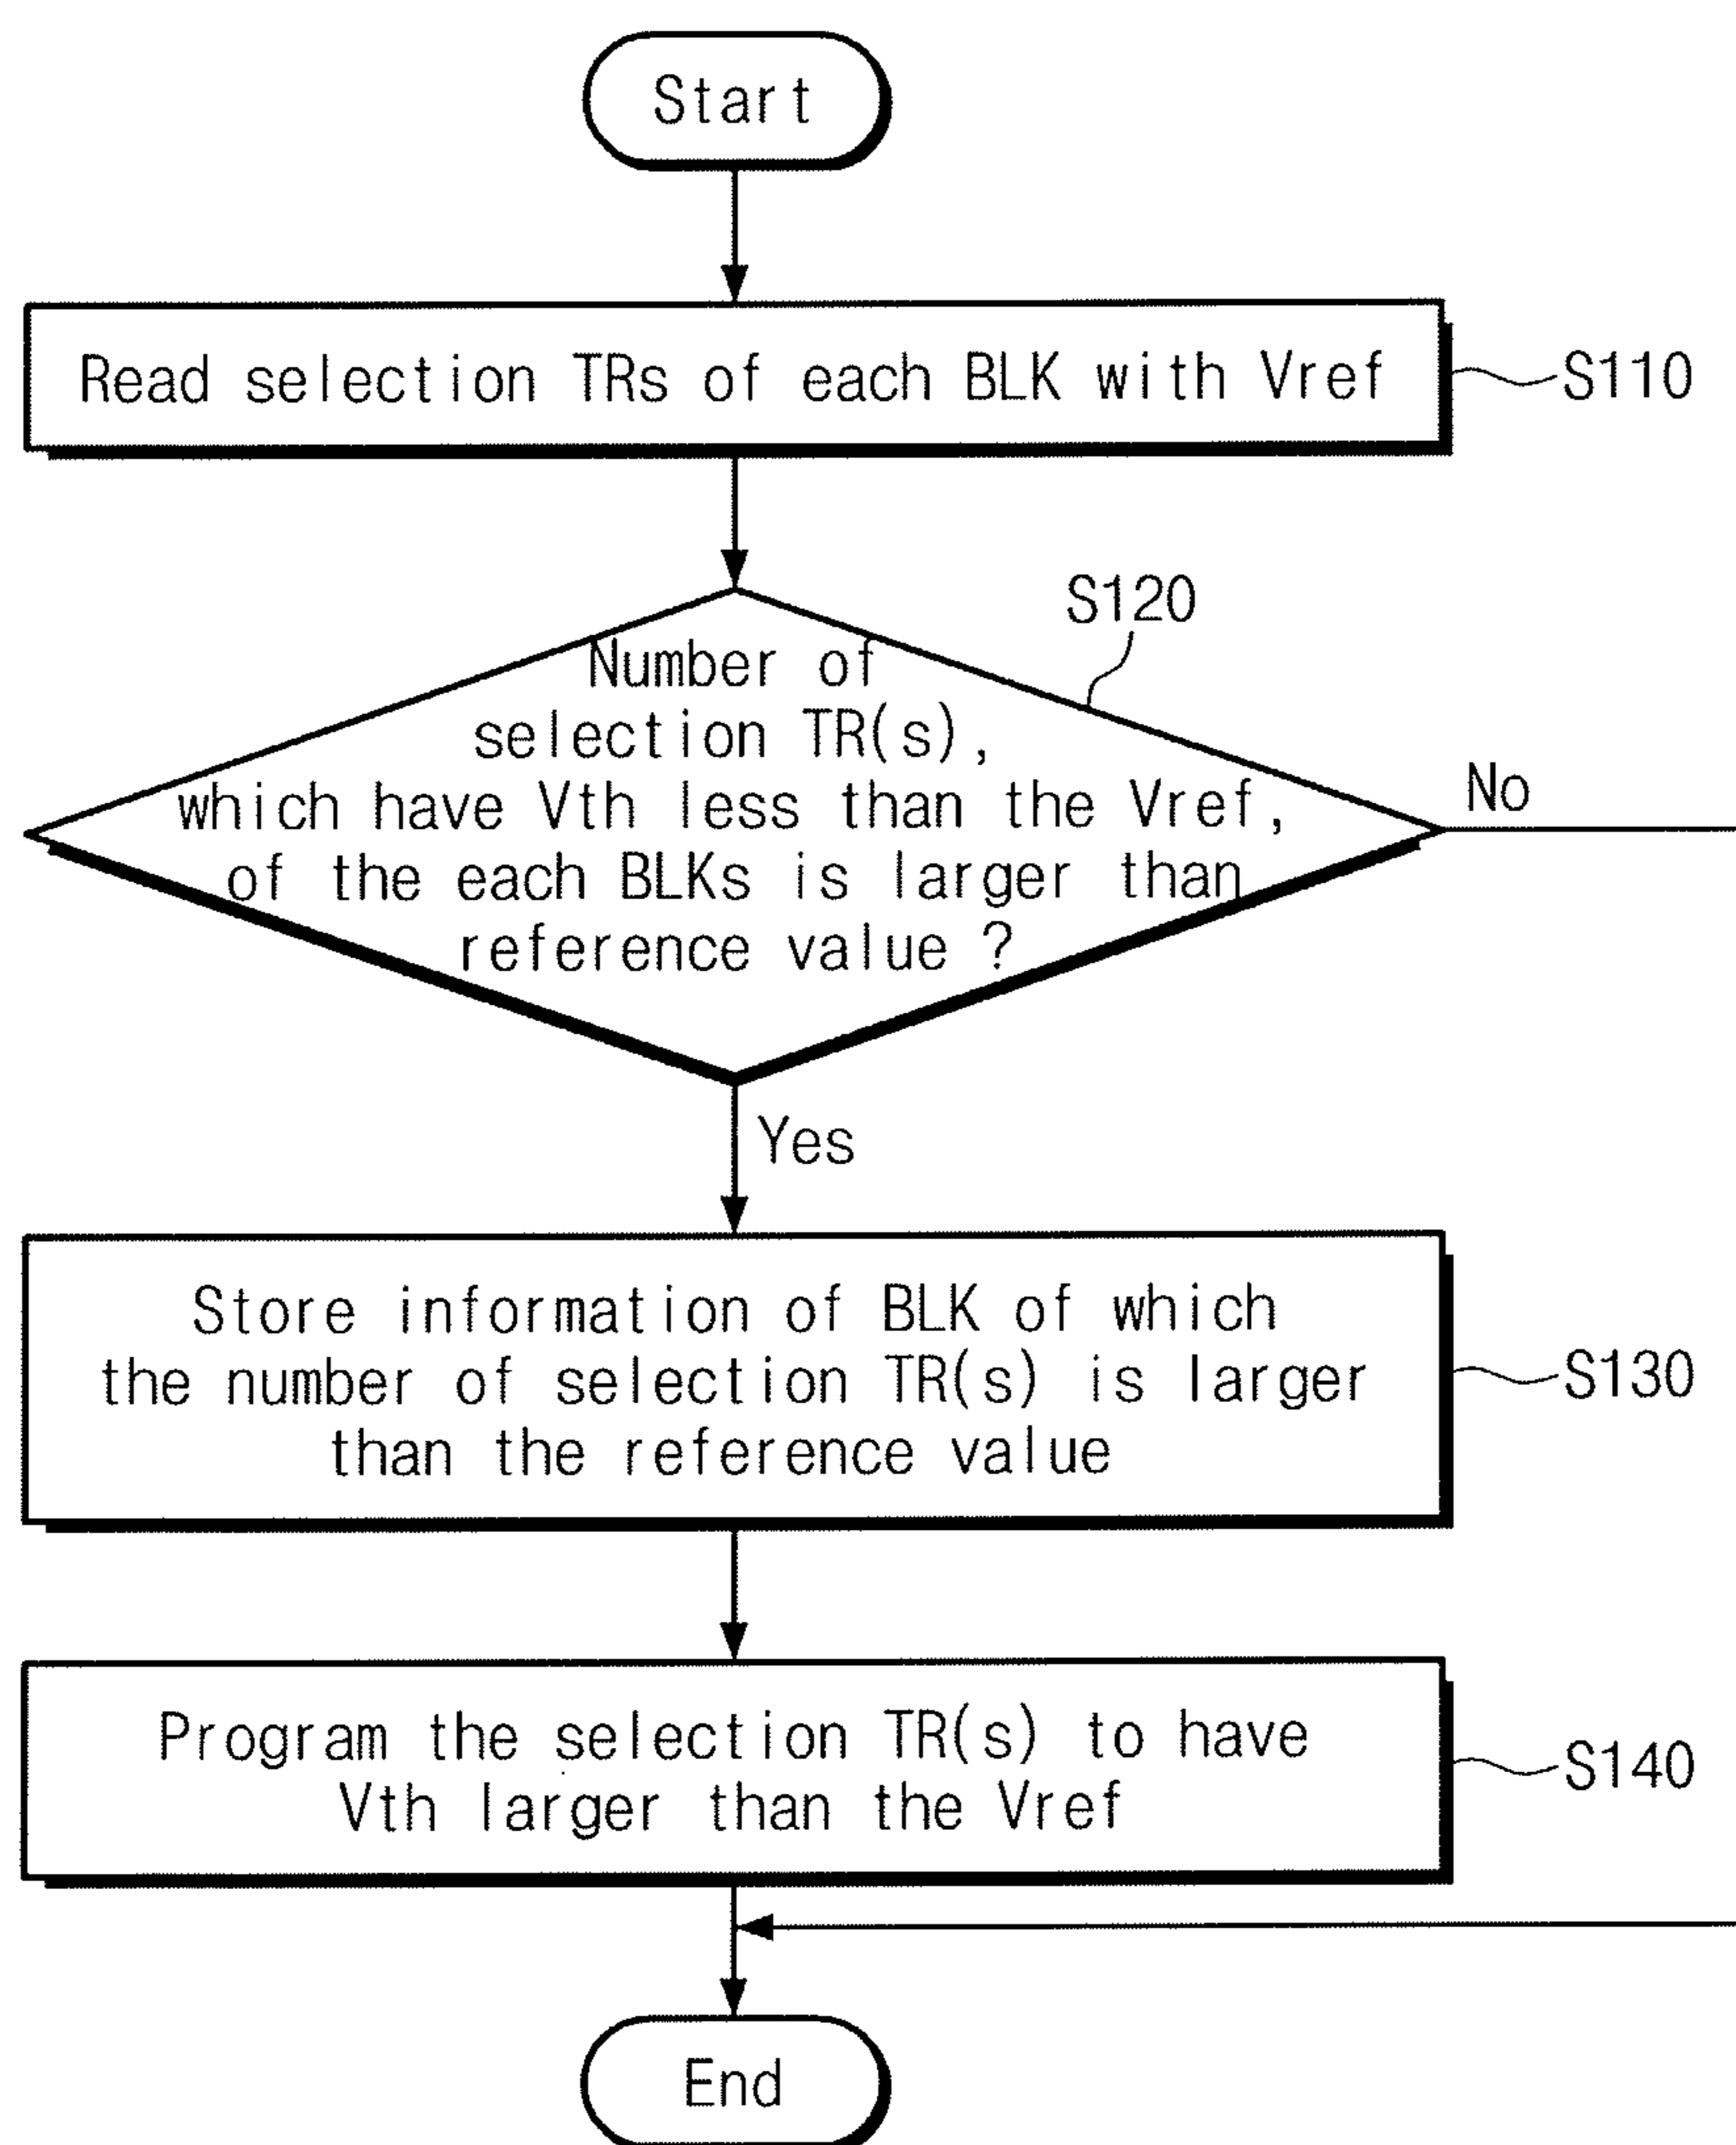 Start
Read selection TRs of each BLK with Vref
S110
S120
Number of
selection TR(s),
which have Vth less than the Vref,
of the each BLKs is larger than
reference value ?
No
Yes
Store information of BLK of which
the number of selection TR(s) is larger
than the reference value
S130
Program the selection TR(s) to have
Vth larger than the Vref
S140
End